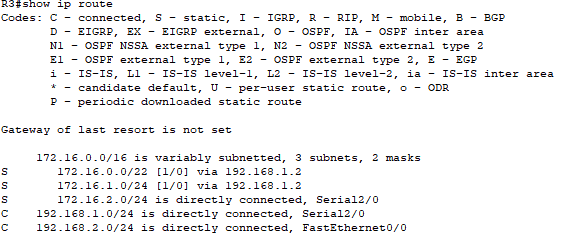 R3#show ip route
Codes: C - connected, S - static, I - IGRP, R - RIP, M - mobile, B - BGP
D - EIGRP, EX - EIGRP external, O - OSPF, IA - OSPF inter area
N1 - OSPF NSSA external type 1, N2 - OSPF NSSA external type 2
E1 - OSPF external type 1, E2 - OSPF external type 2, E - EGP
i - IS-IS, L1 - IS-IS level-1, L2 - IS-IS level-2, ia - IS-IS inter area
* - candidate default, U - per-user static route, o - ODR
P - periodic downloaded static route
Gateway of last resort is not set
172.16.0.0/16 is variably subnetted, 3 subnets, 2 masks
S 172.16.0.0/22 [1/0] via 192.168.1.2
S 172.16.1.0/24 [1/0] via 192.168.1.2
S 172.16.2.0/24 is directly connected, Serial2/0
C 192.168.1.0/24 is directly connected, Serial2/0
C 192.168.2.0/24 is directly connected, FastEthernet0/0